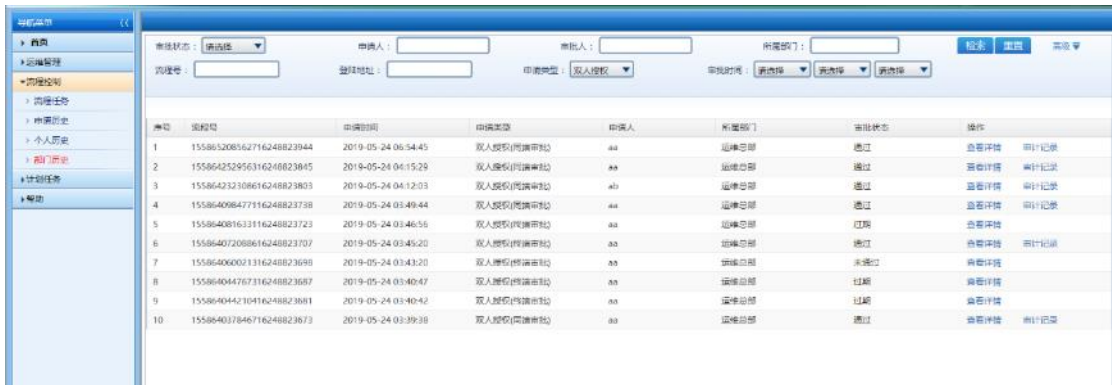 导航菜单
首页
运维管理
流程控制
流程任务
申请历史
个人历史
部门历史
计划任务
帮助
审批状态： 请选择 申请人： 审批人： 所属部门： 检索 重置 高级
流程号： 登陆地址： 申请类型： 双人授权 审批时间： 请选择 请选择 请选择
序号 流程号 申请时间 申请类型 申请人 所属部门 审批状态 操作
1 155865208562716248823944 2019-05-24 06:54:45 双人授权(同端审批) aa 运维总部 通过 查看详情 审计记录
2 155864252956316248823845 2019-05-24 04:15:29 双人授权(同端审批) aa 运维总部 通过 查看详情 审计记录
3 155864232308616248823803 2019-05-24 04:12:03 双人授权(同端审批) ab 运维总部 通过 查看详情 审计记录
4 155864098477116248823738 2019-05-24 03:49:44 双人授权(同端审批) aa 运维总部 通过 查看详情 审计记录
5 155864081633116248823723 2019-05-24 03:46:56 双人授权(同端审批) aa 运维总部 过期 查看详情
6 155864072088616248823707 2019-05-24 03:45:20 双人授权(同端审批) aa 运维总部 通过 查看详情 审计记录
7 155864060021316248823698 2019-05-24 03:43:20 双人授权(终端审批) aa 运维总部 未通过 查看详情
8 155864044767316248823687 2019-05-24 03:40:47 双人授权(终端审批) aa 运维总部 过期 查看详情
9 155864044210416248823681 2019-05-24 03:40:42 双人授权(终端审批) aa 运维总部 过期 查看详情
10 155864037846716248823673 2019-05-24 03:39:38 双人授权(同端审批) aa 运维总部 通过 查看详情 审计记录